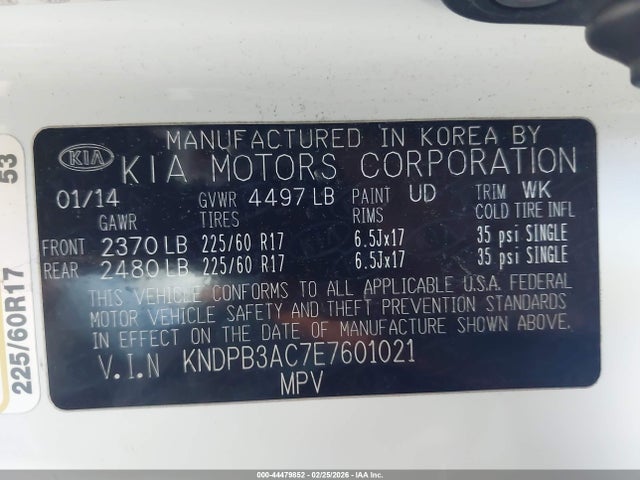 MANUFACTURED IN KOREA BY
KIA KIA MOTORS CORPORATION
01/14 GVWR 4497 LB PAINT UD TRIM WK
GAWR TIRES RIMS COLD TIRE INFL
FRONT 2370 LB 225/60 R17 6.5Jx17 35 psi SINGLE
REAR 2480 LB 225/60 R17 6.5Jx17 35 psi SINGLE
THIS VEHICLE CONFORMS TO ALL APPLICABLE U.S.A. FEDERAL
MOTOR VEHICLE SAFETY AND THEFT PREVENTION STANDARDS
IN EFFECT ON THE DATE OF MANUFACTURE SHOWN ABOVE.
V.I.N KNDPB3AC7E7601021
MPV
225/60R17 53
000-44479852 - 02/25/2026 - IAAI.com